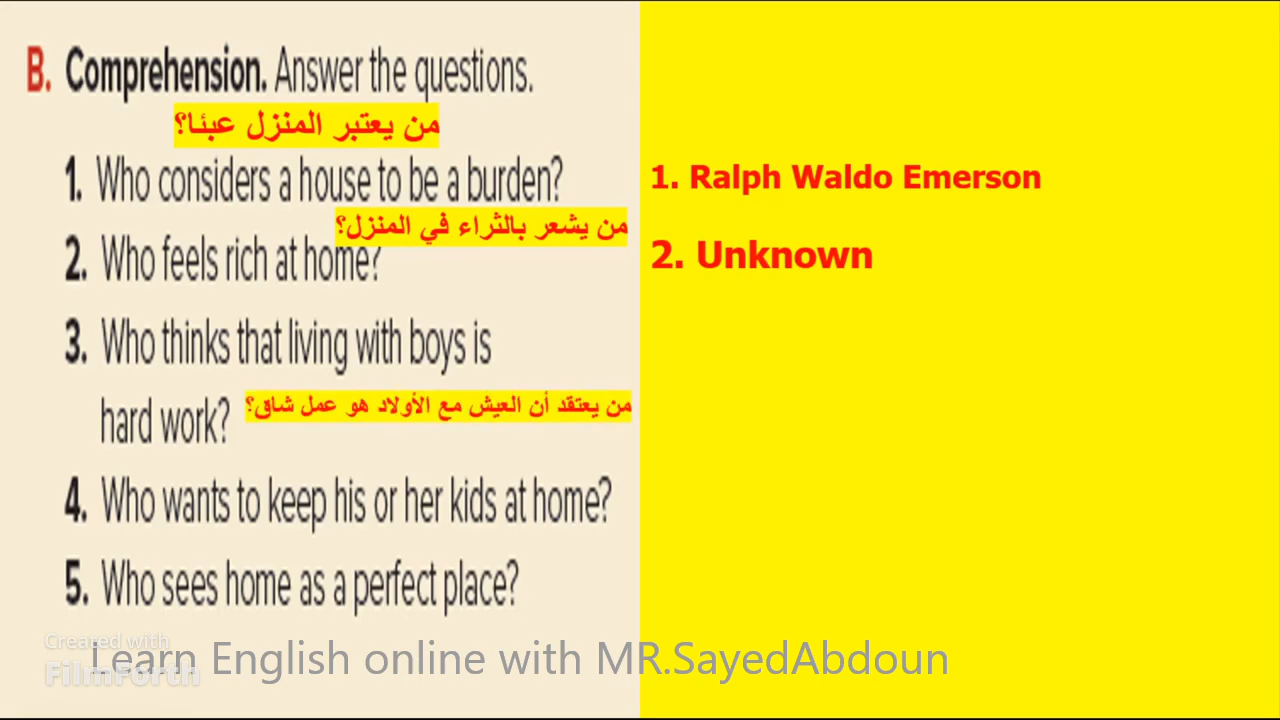 B. Comprehension. Answer the questions.
من يعتبر المنزل عبئا؟
1. Who considers a house to be a burden?
من يشعر بالثراء في المنزل؟
2. Who feels rich at home?
3. Who thinks that living with boys is
hard work?
من يعتقد أن العيش مع الأولاد هو عمل شاق؟
4. Who wants to keep his or her kids at home?
5. Who sees home as a perfect place?
1. Ralph Waldo Emerson
2. Unknown
Created with
FilmForth
Learn English online with MR.SayedAbdoun